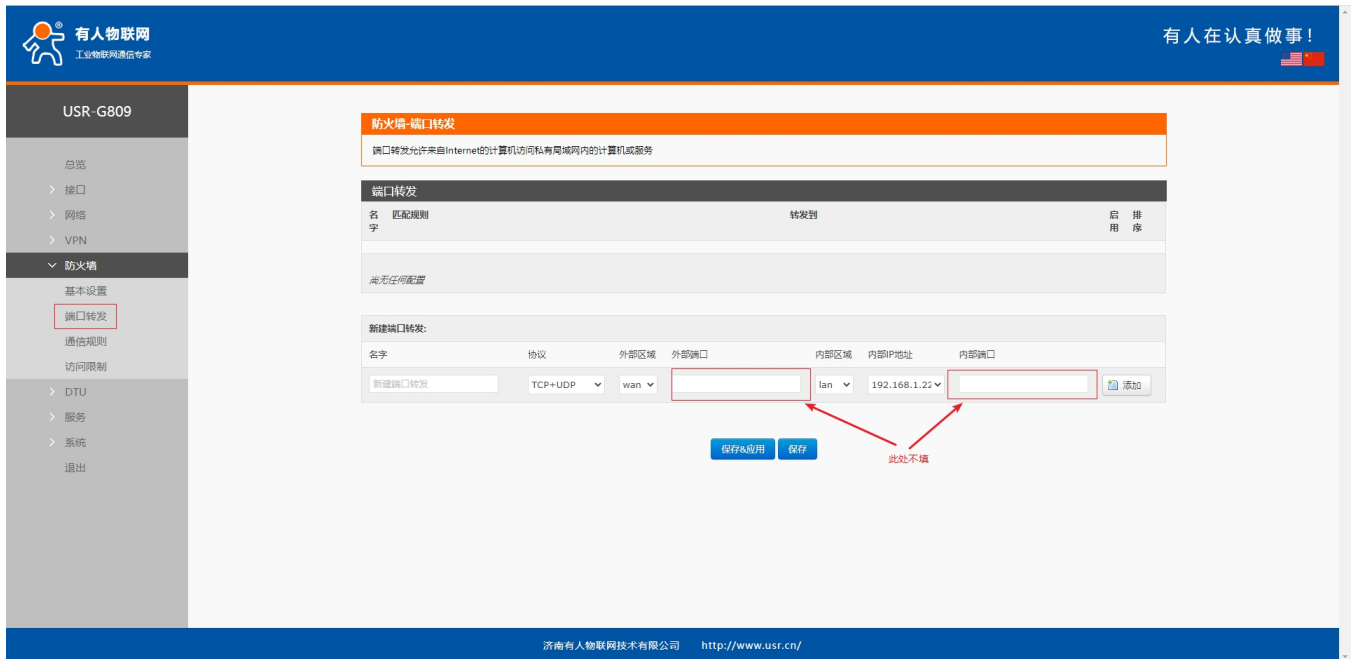 有人物联网
®
工业物联网通信专家
有人在认真做事！
USR-G809
总览
接口
网络
VPN
防火墙
基本设置
端口转发
通信规则
访问限制
DTU
服务
系统
退出
防火墙-端口转发
端口转发允许来自Internet的计算机访问私有局域网内的计算机或服务
端口转发
名字 匹配规则 转发到 启用 排序
尚无任何配置
新建端口转发:
名字 协议 外部区域 外部端口 内部区域 内部IP地址 内部端口
新建端口转发 TCP+UDP wan lan 192.168.1.22 添加
保存&应用 保存
此处不填
济南有人物联网技术有限公司 http://www.usr.cn/